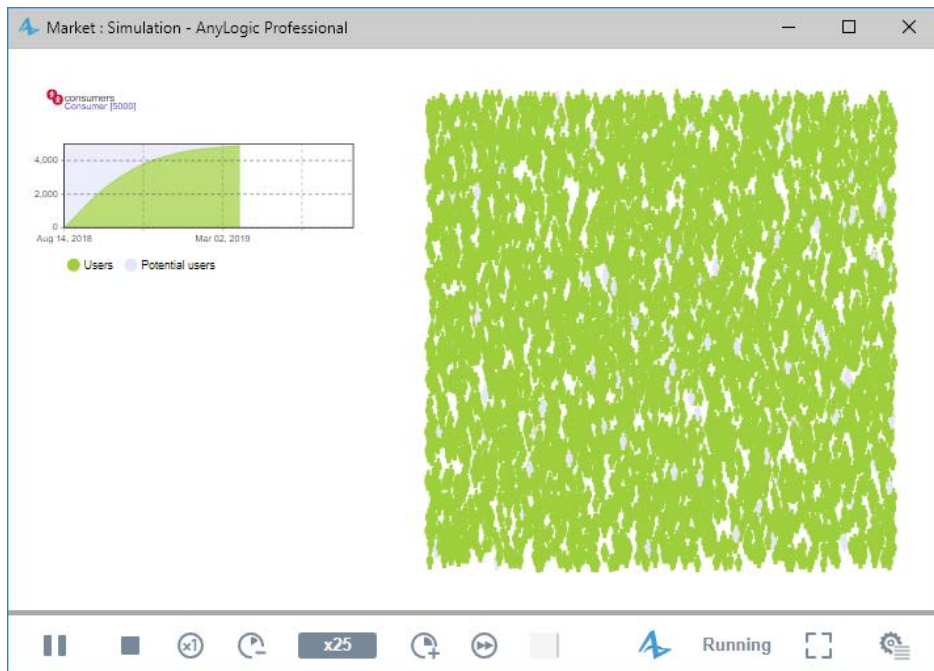 Market : Simulation - AnyLogic Professional
consumers
Consumer [5000]
4,000
2,000
0
Aug 14, 2018 Mar 02, 2019
Users Potential users
x1 x25 Running